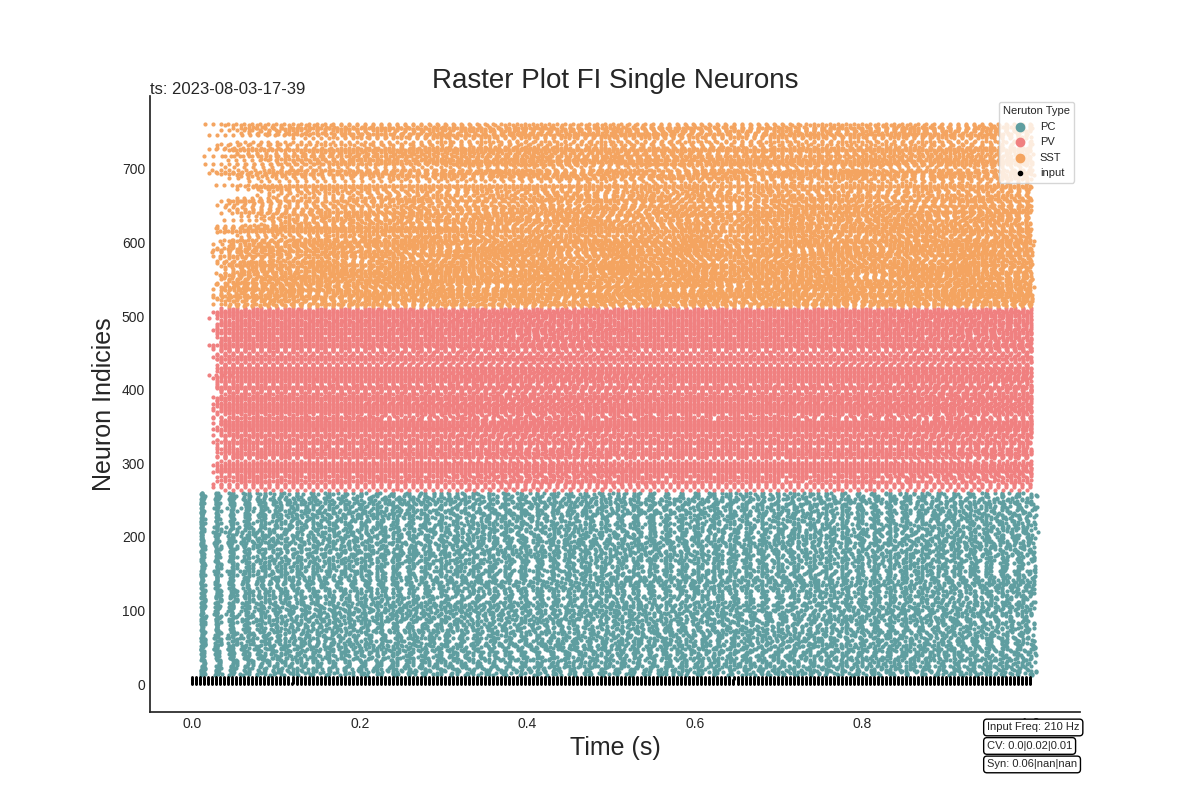 Raster Plot FI Single Neurons
ts: 2023-08-03-17-39
Neruton Type
PC
PV
SST
input
Neuron Indicies
700
600
500
400
300
200
100
0
0.0 0.2 0.4 0.6 0.8
Time (s)
Input Freq: 210 Hz
CV: 0.0|0.02|0.01
Syn: 0.06|nan|nan